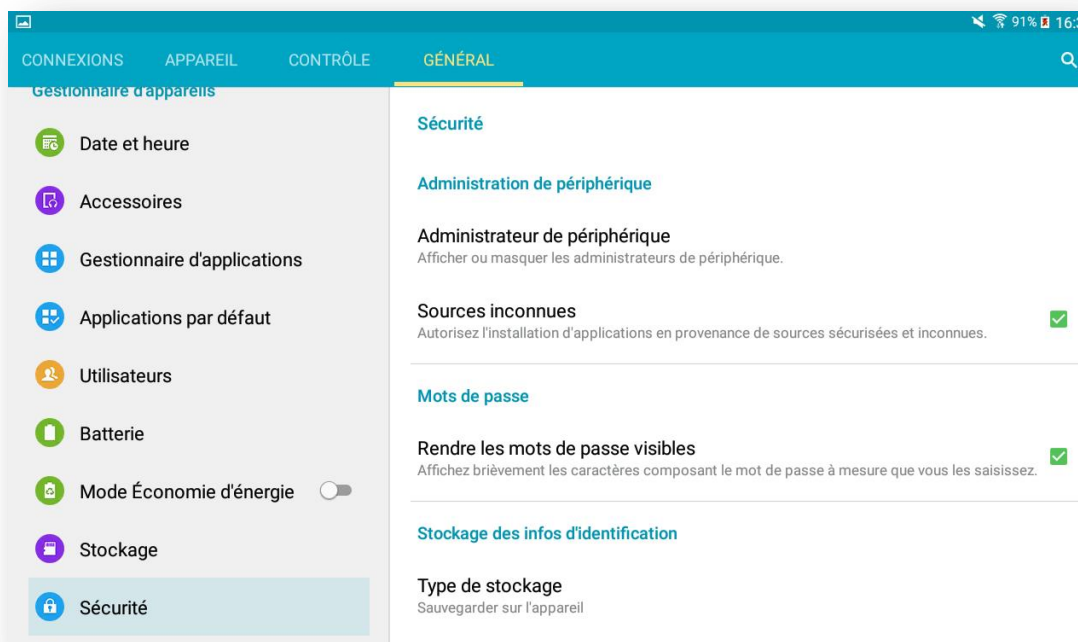 91% 16:
CONNEXIONS APPAREIL CONTRÔLE GÉNÉRAL
Gestionnaire d'appareils
Date et heure
Accessoires
Gestionnaire d'applications
Applications par défaut
Utilisateurs
Batterie
Mode Économie d'énergie
Stockage
Sécurité
Sécurité
Administration de périphérique
Administrateur de périphérique
Afficher ou masquer les administrateurs de périphérique.
Sources inconnues
Autorisez l'installation d'applications en provenance de sources sécurisées et inconnues.
Mots de passe
Rendre les mots de passe visibles
Affichez brièvement les caractères composant le mot de passe à mesure que vous les saisissez.
Stockage des infos d'identification
Type de stockage
Sauvegarder sur l'appareil